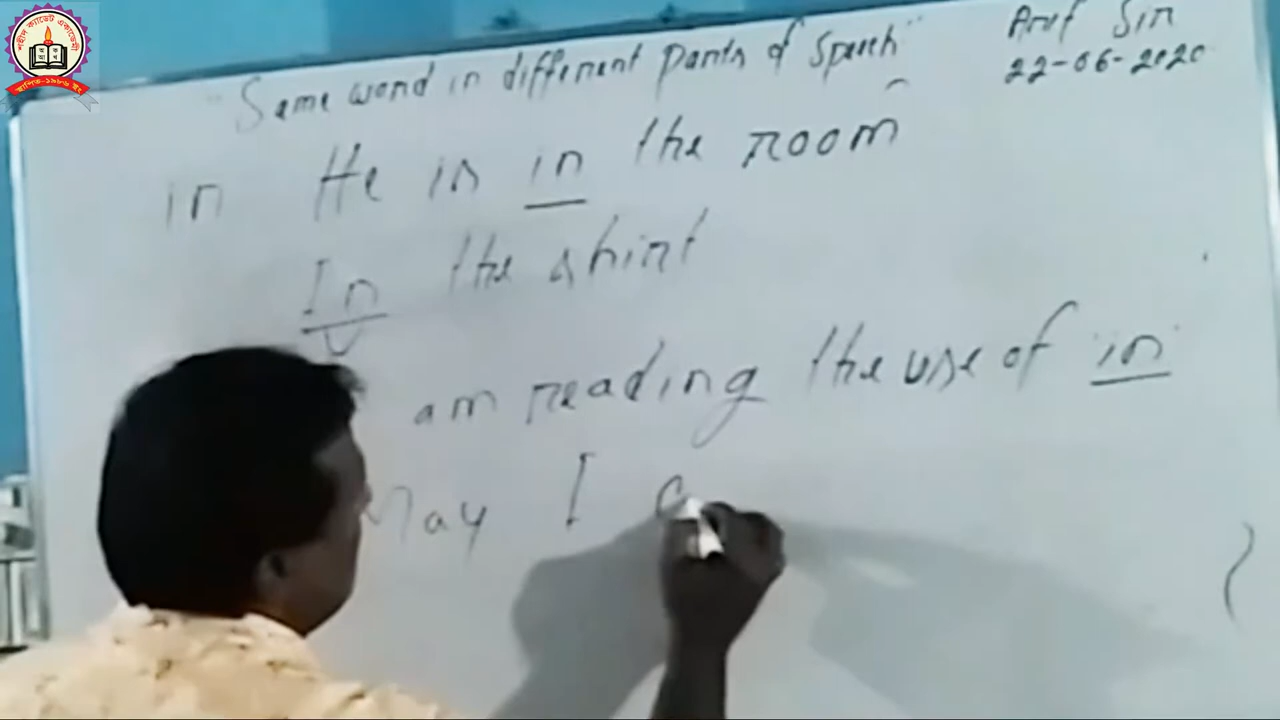 "Same word in different Parts of Speech"
Arif Sir
22-06-2020
in He is in the room
In the shirt
V
am reading the use of "in"
May I